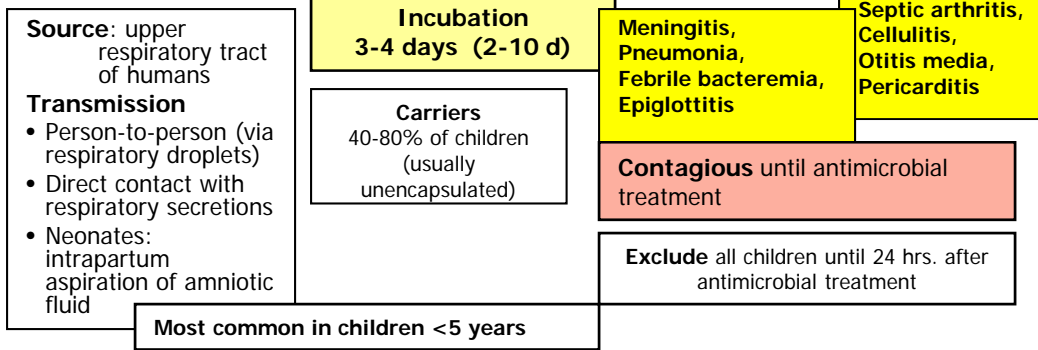 Source: upper
respiratory tract
of humans
Transmission
• Person-to-person (via
respiratory droplets)
• Direct contact with
respiratory secretions
• Neonates:
intrapartum
aspiration of amniotic
fluid
Incubation
3-4 days (2-10 d)
Carriers
40-80% of children
(usually
unencapsulated)
Meningitis,
Pneumonia,
Febrile bacteremia,
Epiglottitis
Septic arthritis,
Cellulitis,
Otitis media,
Pericarditis
Contagious until antimicrobial
treatment
Exclude all children until 24 hrs. after
antimicrobial treatment
Most common in children <5 years